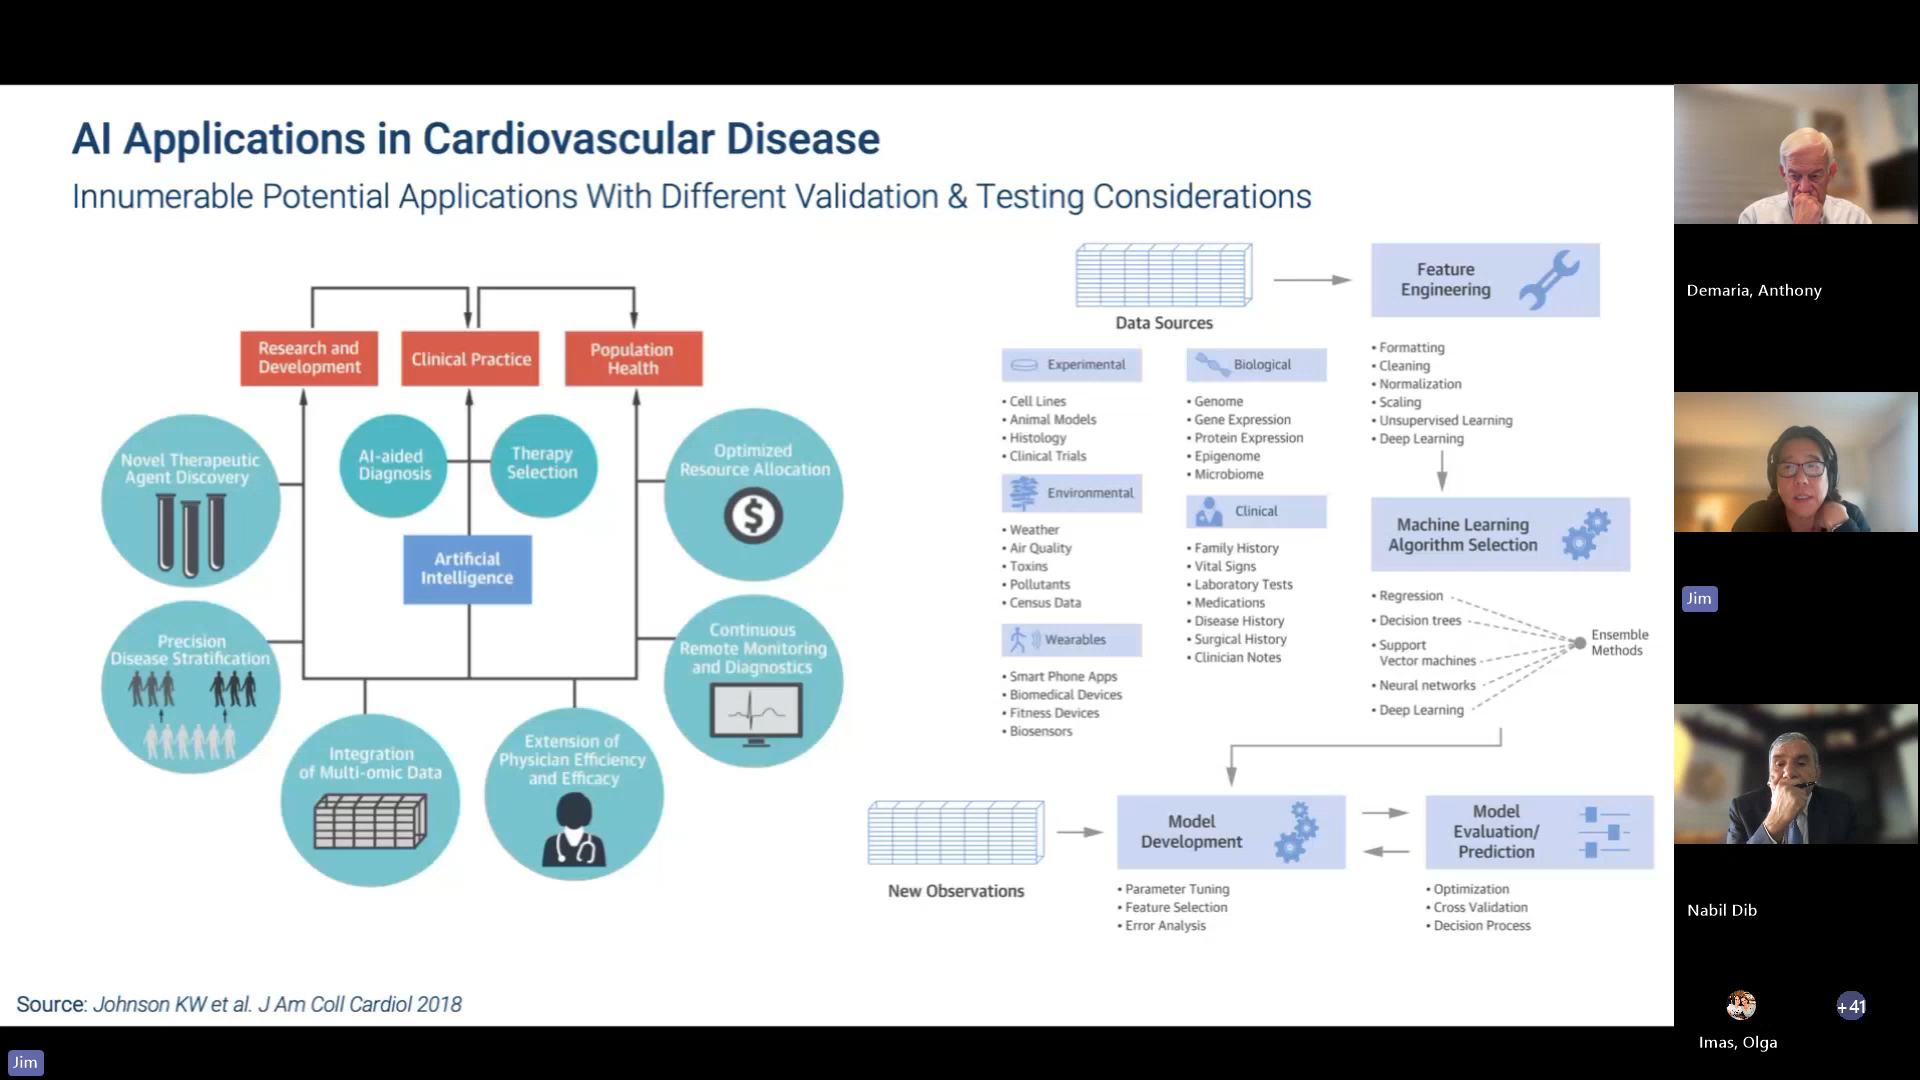 AI Applications in Cardiovascular Disease
Innumerable Potential Applications With Different Validation & Testing Considerations
Research and
Development
Clinical Practice
Population
Health
Novel Therapeutic
Agent Discovery
AI-aided
Diagnosis
Therapy
Selection
Optimized
Resource Allocation
$
Artificial
Intelligence
Precision
Disease Stratification
Continuous
Remote Monitoring
and Diagnostics
Integration
of Multi-omic Data
Extension of
Physician Efficiency
and Efficacy
Data Sources
Experimental
• Cell Lines
• Animal Models
• Histology
• Clinical Trials
Environmental
• Weather
• Air Quality
• Toxins
• Pollutants
• Census Data
Wearables
• Smart Phone Apps
• Biomedical Devices
• Fitness Devices
• Biosensors
Biological
• Genome
• Gene Expression
• Protein Expression
• Epigenome
• Microbiome
Clinical
• Family History
• Vital Signs
• Laboratory Tests
• Medications
• Disease History
• Surgical History
• Clinician Notes
Feature
Engineering
• Formatting
• Cleaning
• Normalization
• Scaling
• Unsupervised Learning
• Deep Learning
Machine Learning
Algorithm Selection
• Regression
• Decision trees
• Support
Vector machines
• Neural networks
• Deep Learning
Ensemble
Methods
New Observations
Model
Development
• Parameter Tuning
• Feature Selection
• Error Analysis
Model
Evaluation/
Prediction
• Optimization
• Cross Validation
• Decision Process
Source: Johnson KW et al. J Am Coll Cardiol 2018
Jim
Demaria, Anthony
Jim
Nabil Dib
+41
Imas, Olga